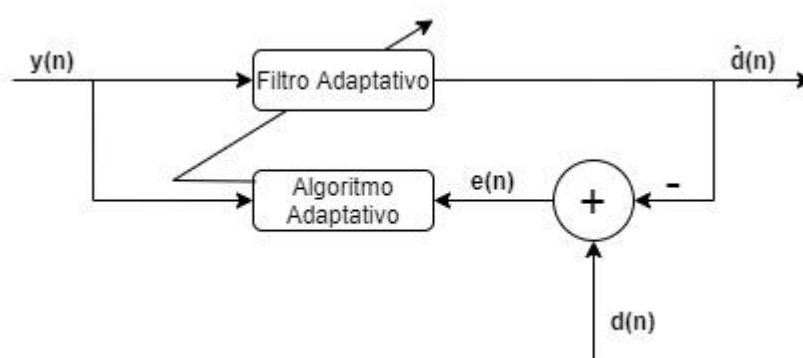 y(n)
Filtro Adaptativo
d̂(n)
Algoritmo
Adaptativo
e(n)
-
+
d(n)